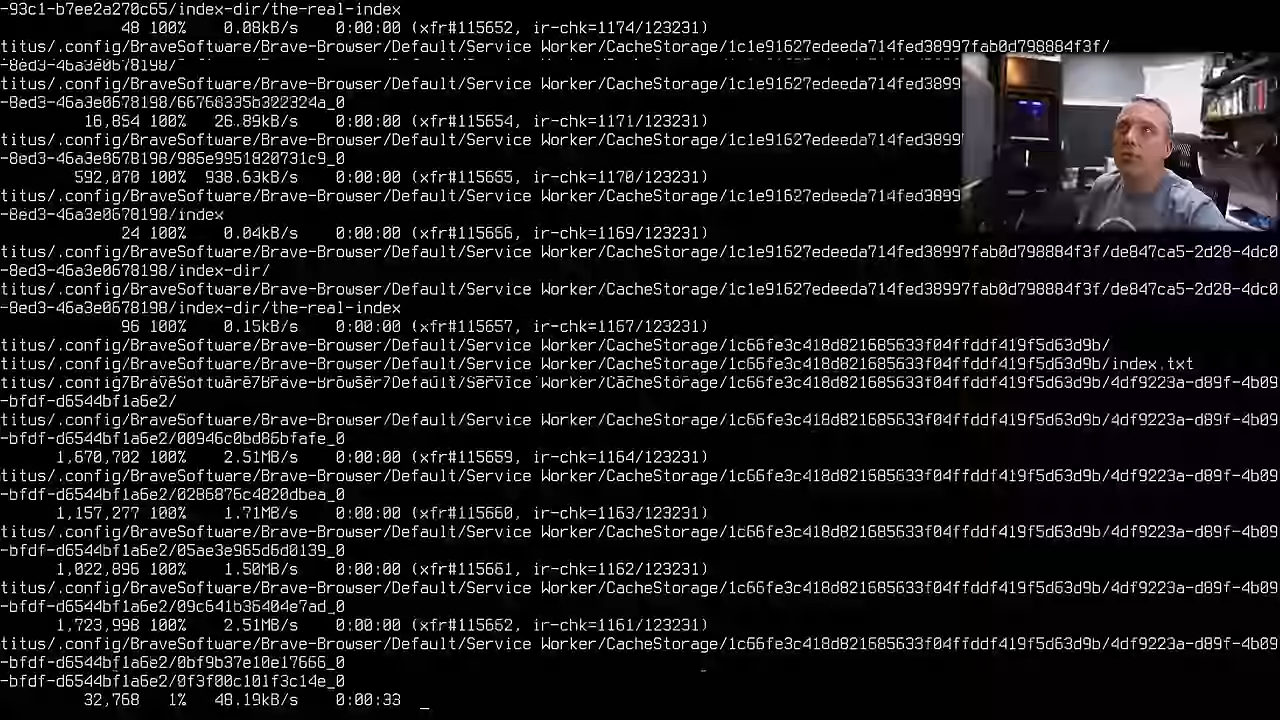 -93c1-b7ee2a270c65/index-dir/the-real-index
48 100% 0.08kB/s 0:00:00 (xfr#115652, ir-chk=1174/123231)
titus/.config/BraveSoftware/Brave-Browser/Default/Service Worker/CacheStorage/1c1e91627edeeda714fed38997fab0d798884f3f/
-8ed3-46a3e0678198/
titus/.config/BraveSoftware/Brave-Browser/Default/Service Worker/CacheStorage/1c1e91627edeeda714fed38999
-8ed3-46a3e0678198/66768335b322324a_0
16,854 100% 26.89kB/s 0:00:00 (xfr#115654, ir-chk=1171/123231)
titus/.config/BraveSoftware/Brave-Browser/Default/Service Worker/CacheStorage/1c1e91627edeeda714fed38999
-8ed3-46a3e0678198/985e9951820731c9_0
592,070 100% 938.63kB/s 0:00:00 (xfr#115655, ir-chk=1170/123231)
titus/.config/BraveSoftware/Brave-Browser/Default/Service Worker/CacheStorage/1c1e91627edeeda714fed38999
-8ed3-46a3e0678198/index
24 100% 0.04kB/s 0:00:00 (xfr#115656, ir-chk=1169/123231)
titus/.config/BraveSoftware/Brave-Browser/Default/Service Worker/CacheStorage/1c1e91627edeeda714fed38997fab0d798884f3f/de847ca5-2d28-4dc0
-8ed3-46a3e0678198/index-dir/
titus/.config/BraveSoftware/Brave-Browser/Default/Service Worker/CacheStorage/1c1e91627edeeda714fed38997fab0d798884f3f/de847ca5-2d28-4dc0
-8ed3-46a3e0678198/index-dir/the-real-index
96 100% 0.15kB/s 0:00:00 (xfr#115657, ir-chk=1167/123231)
titus/.config/BraveSoftware/Brave-Browser/Default/Service Worker/CacheStorage/1c66fe3c418d821685633f04ffddf419f5d63d9b/
titus/.config/BraveSoftware/Brave-Browser/Default/Service Worker/CacheStorage/1c66fe3c418d821685633f04ffddf419f5d63d9b/index.txt
titus/.config/BraveSoftware/Brave-Browser/Default/Service Worker/CacheStorage/1c66fe3c418d821685633f04ffddf419f5d63d9b/4df9223a-d89f-4b09
-bfdf-d6544bf1a6e2/
titus/.config/BraveSoftware/Brave-Browser/Default/Service Worker/CacheStorage/1c66fe3c418d821685633f04ffddf419f5d63d9b/4df9223a-d89f-4b09
-bfdf-d6544bf1a6e2/00946c0bd86bfafe_0
1,670,702 100% 2.51MB/s 0:00:00 (xfr#115659, ir-chk=1164/123231)
titus/.config/BraveSoftware/Brave-Browser/Default/Service Worker/CacheStorage/1c66fe3c418d821685633f04ffddf419f5d63d9b/4df9223a-d89f-4b09
-bfdf-d6544bf1a6e2/0286876c4820dbea_0
1,157,277 100% 1.71MB/s 0:00:00 (xfr#115660, ir-chk=1163/123231)
titus/.config/BraveSoftware/Brave-Browser/Default/Service Worker/CacheStorage/1c66fe3c418d821685633f04ffddf419f5d63d9b/4df9223a-d89f-4b09
-bfdf-d6544bf1a6e2/05ae3e965d6d0139_0
1,022,896 100% 1.50MB/s 0:00:00 (xfr#115661, ir-chk=1162/123231)
titus/.config/BraveSoftware/Brave-Browser/Default/Service Worker/CacheStorage/1c66fe3c418d821685633f04ffddf419f5d63d9b/4df9223a-d89f-4b09
-bfdf-d6544bf1a6e2/09c641b36404e7ad_0
1,723,998 100% 2.51MB/s 0:00:00 (xfr#115662, ir-chk=1161/123231)
titus/.config/BraveSoftware/Brave-Browser/Default/Service Worker/CacheStorage/1c66fe3c418d821685633f04ffddf419f5d63d9b/4df9223a-d89f-4b09
-bfdf-d6544bf1a6e2/0bf9b37e10e17666_0
-bfdf-d6544bf1a6e2/0f3f00c101f3c14e_0
32,768 1% 48.19kB/s 0:00:33 _